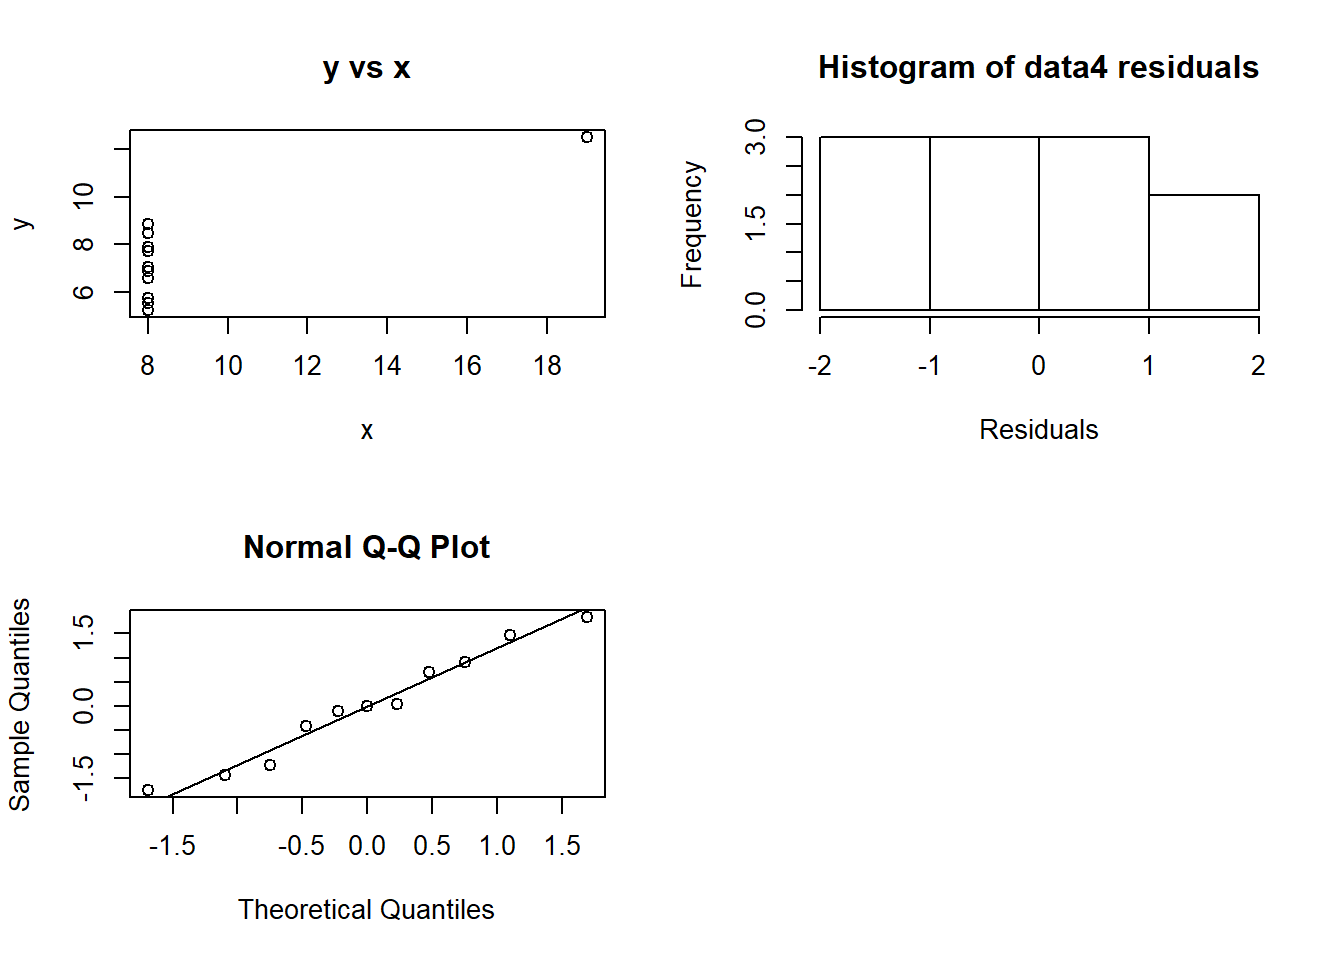 y vs x
y
6
8
10
8
10
12
14
16
18
x
Histogram of data4 residuals
Frequency
0.0
1.5
3.0
-2
-1
0
1
2
Residuals
Normal Q-Q Plot
Sample Quantiles
-1.5
0.0
1.5
-1.5
-0.5
0.0
0.5
1.0
1.5
Theoretical Quantiles